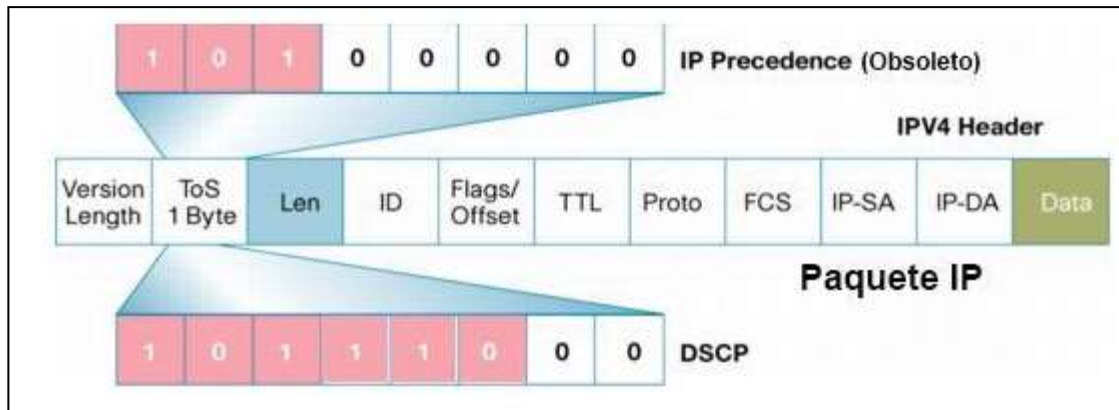 1 0 1 0 0 0 0 0 IP Precedence (Obsoleto)
IPV4 Header
Version Length ToS 1 Byte Len ID Flags/ Offset TTL Proto FCS IP-SA IP-DA Data
Paquete IP
1 0 1 1 1 0 0 0 DSCP